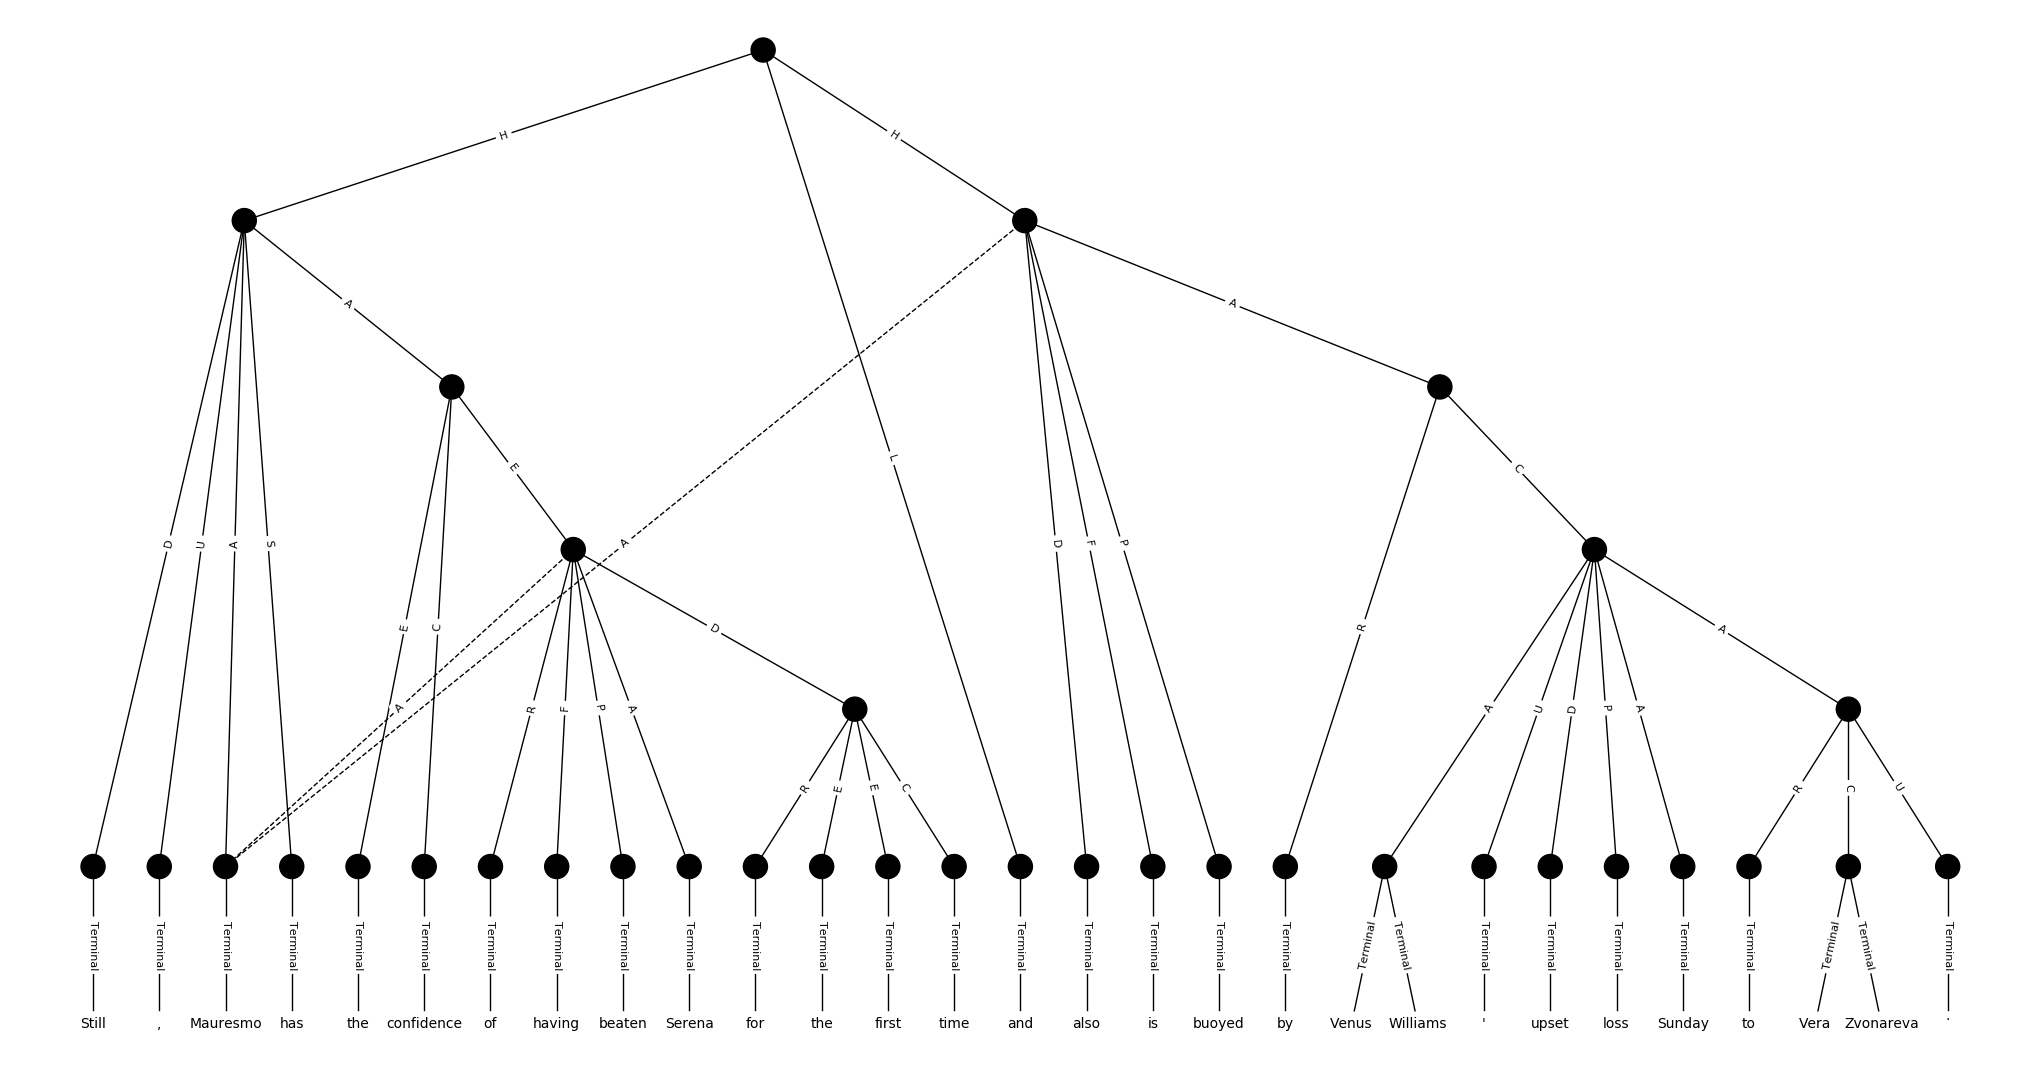 H
H
A
A
D
U
A
S
E
L
A
D
F
P
C
E
C
R
D
A
A
R
F
P
A
A
U
D
P
A
R
E
E
C
R
C
U
Terminal Terminal Terminal Terminal Terminal Terminal Terminal Terminal Terminal Terminal Terminal Terminal Terminal Terminal Terminal Terminal Terminal Terminal Terminal Terminal Terminal Terminal Terminal Terminal Terminal Terminal Terminal Terminal Terminal
Still , Mauresmo has the confidence of having beaten Serena for the first time and also is buoyed by Venus Williams ' upset loss Sunday to Vera Zvonareva .